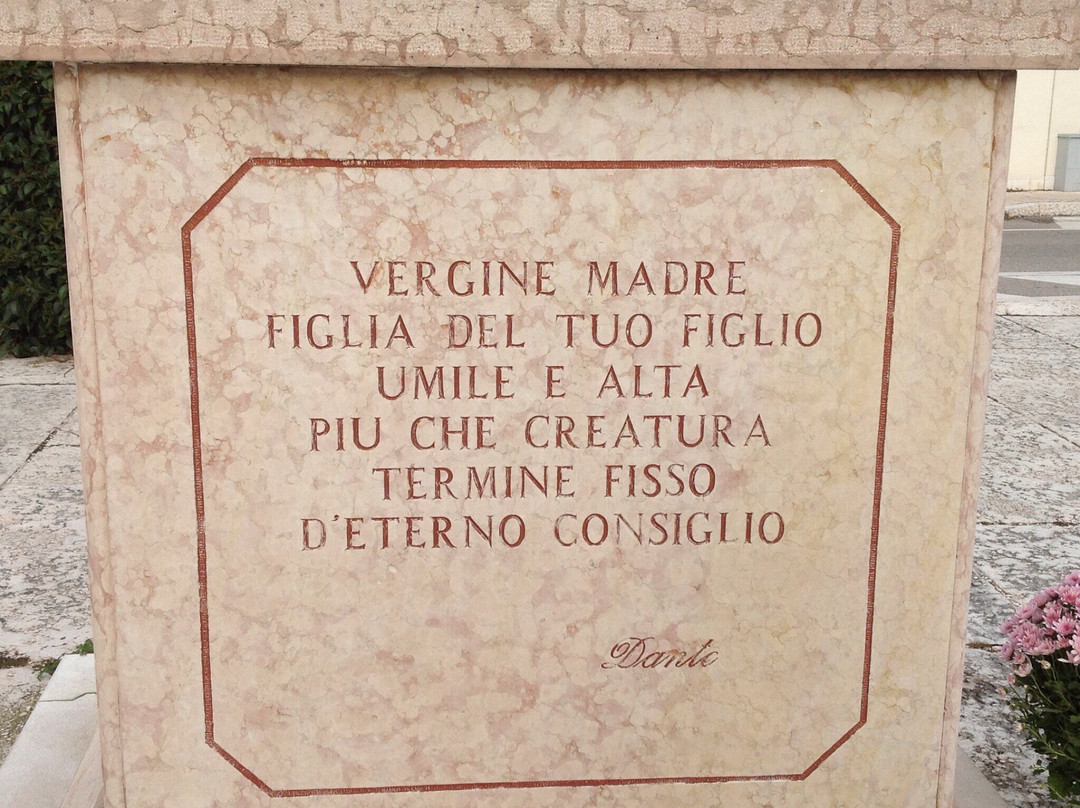 VERGINE MADRE
FIGLIA DEL TUO FIGLIO
UMILE E ALTA
PIU CHE CREATURA
TERMINE FISSO
D'ETERNO CONSIGLIO
Dante